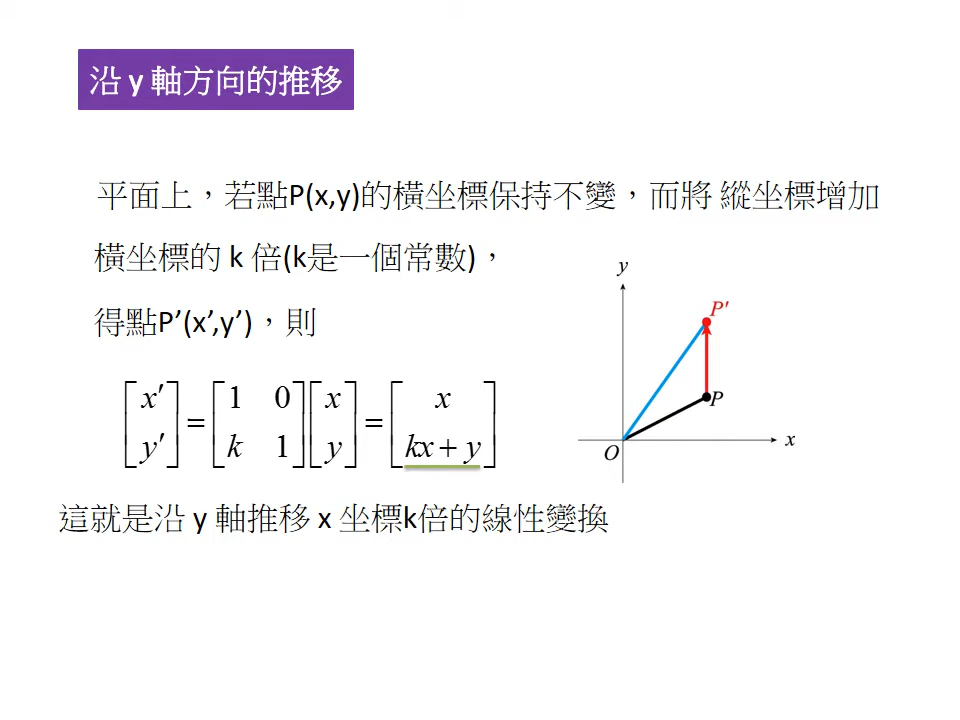 沿 y 軸方向的推移
平面上，若點P(x,y)的橫坐標保持不變，而將 縱坐標增加
橫坐標的 k 倍(k是一個常數)，
得點P’(x’,y’)，則
[x′ y′] = [1 0 k 1] [x y] = [x kx + y]
y
P′
P
O
x
這就是沿 y 軸推移 x 坐標k倍的線性變換